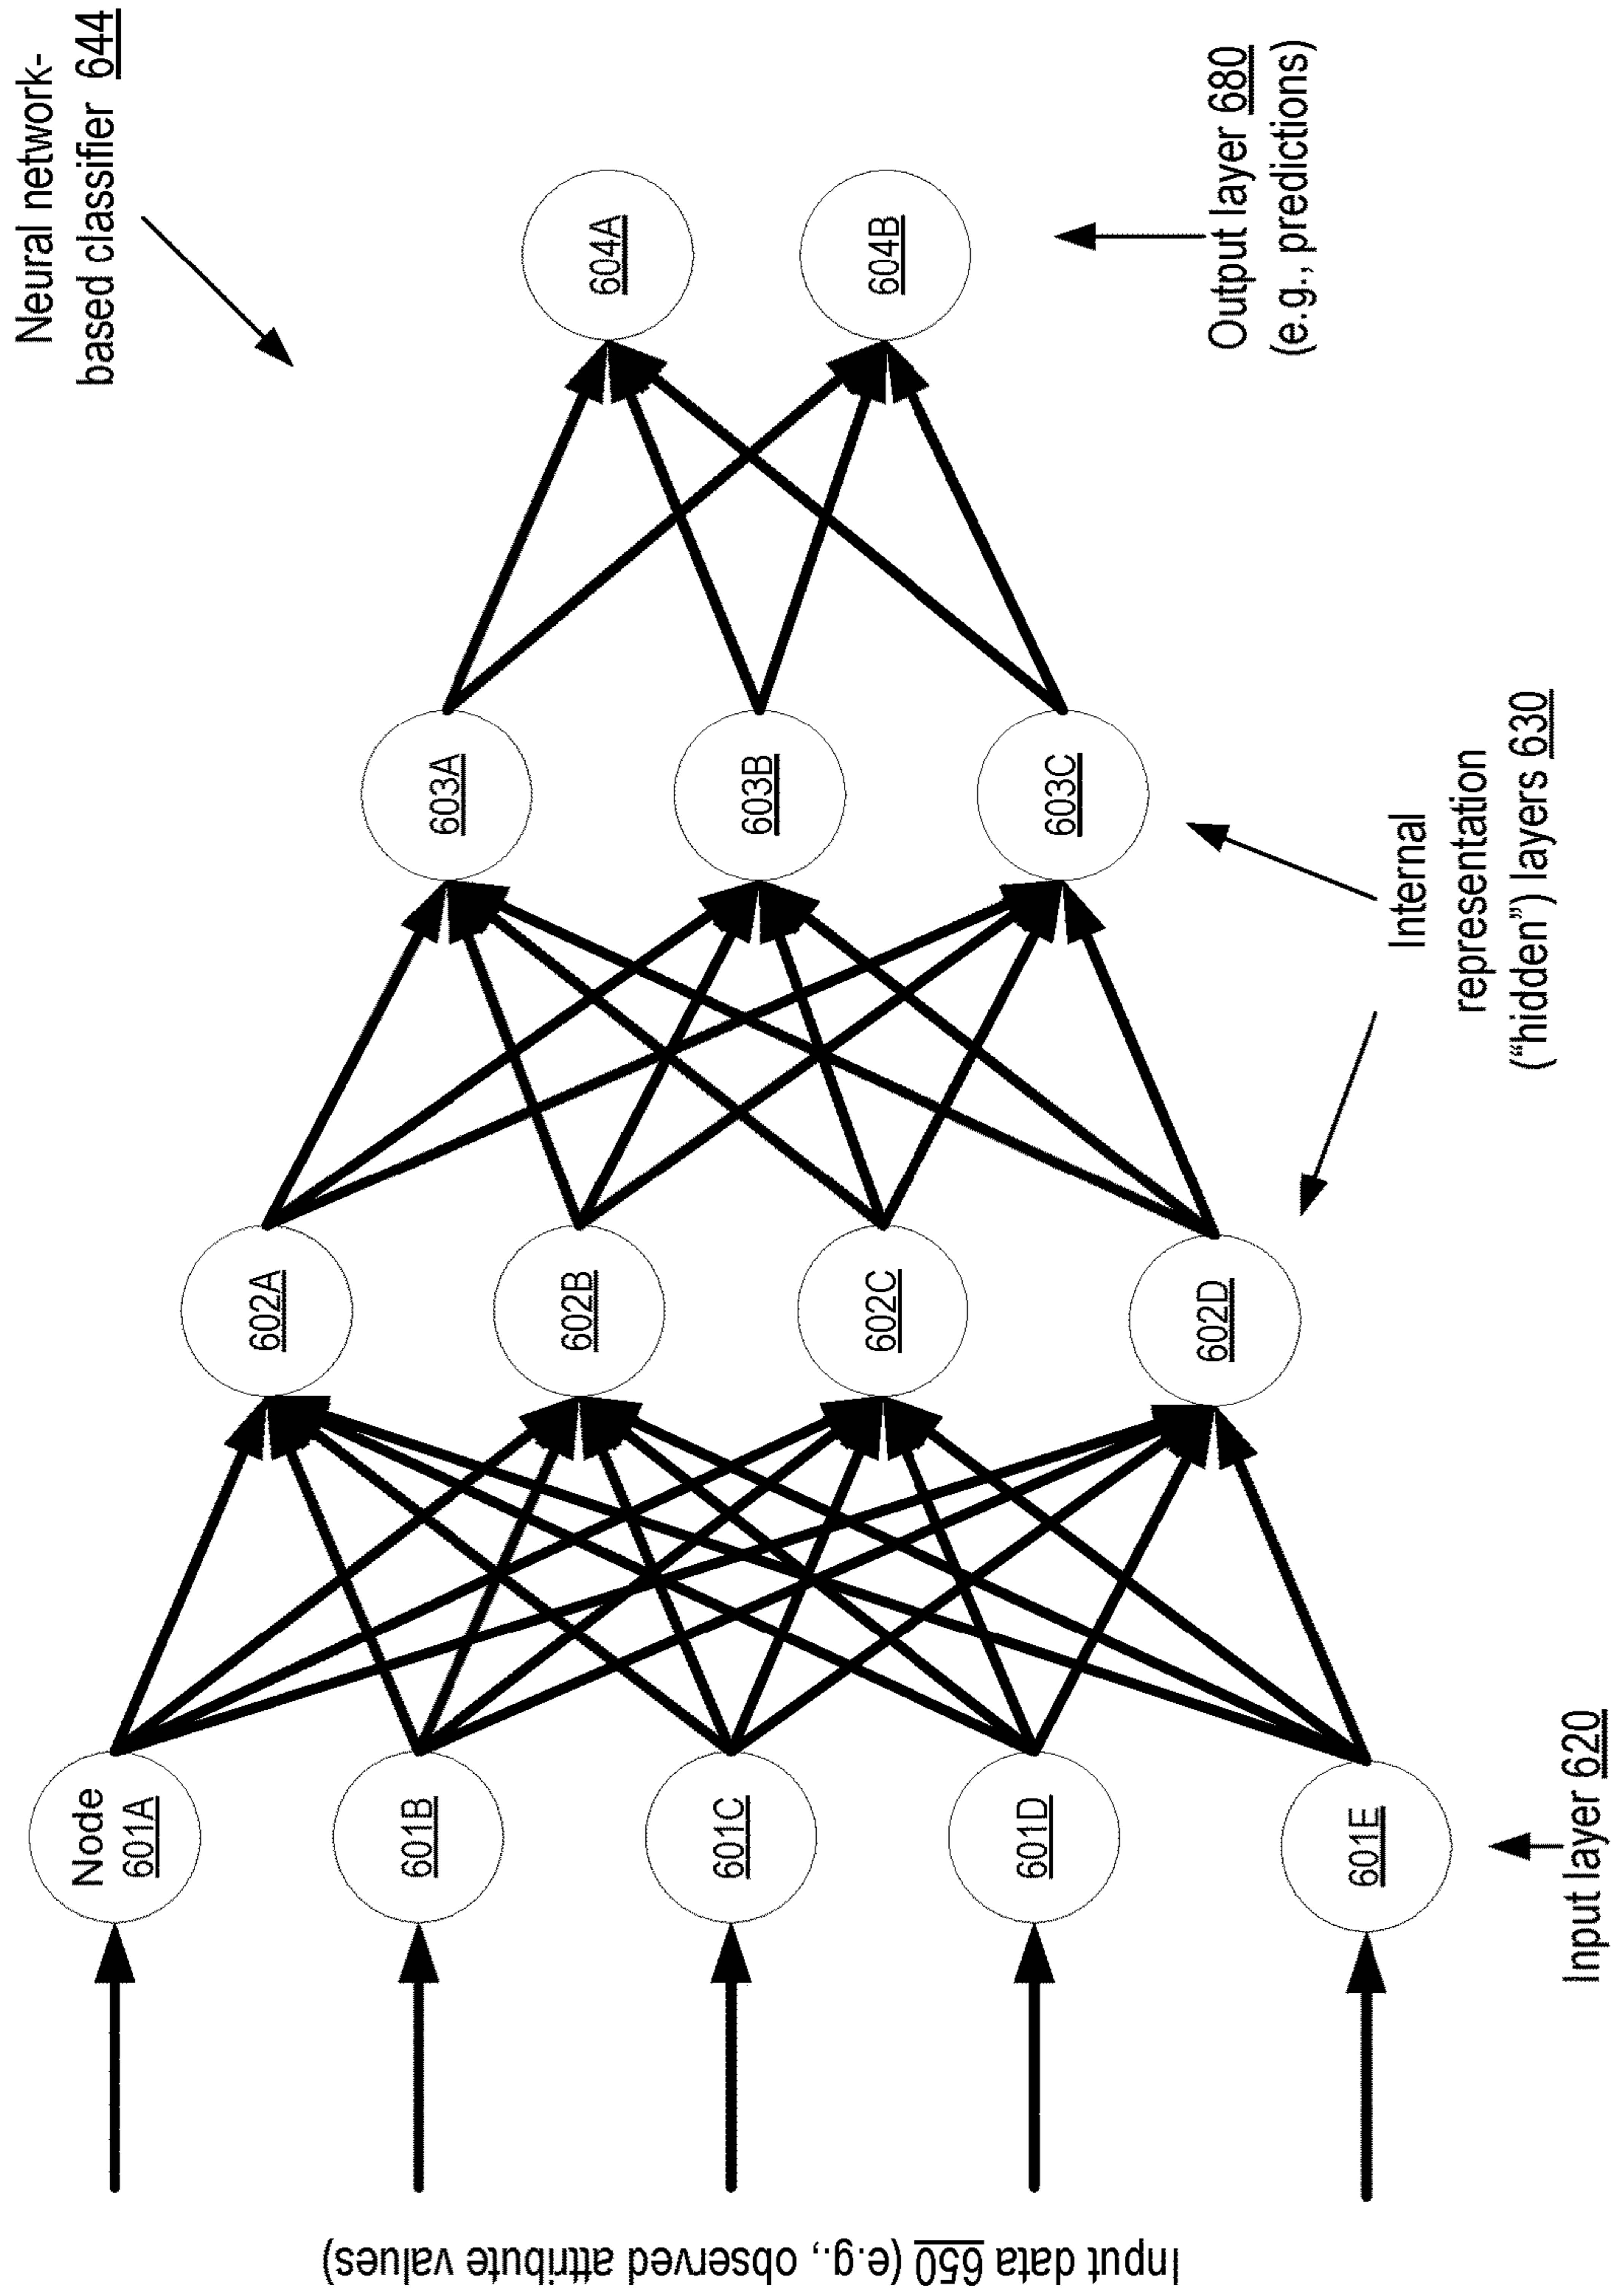 Neural network-
based classifier 644
Input data 650 (e.g., observed attribute values)
Node
601A
601B
601C
601D
601E
602A
602B
602C
602D
603A
603B
603C
604A
604B
Input layer 620
Internal
representation
(“hidden”) layers 630
Output layer 680
(e.g., predictions)